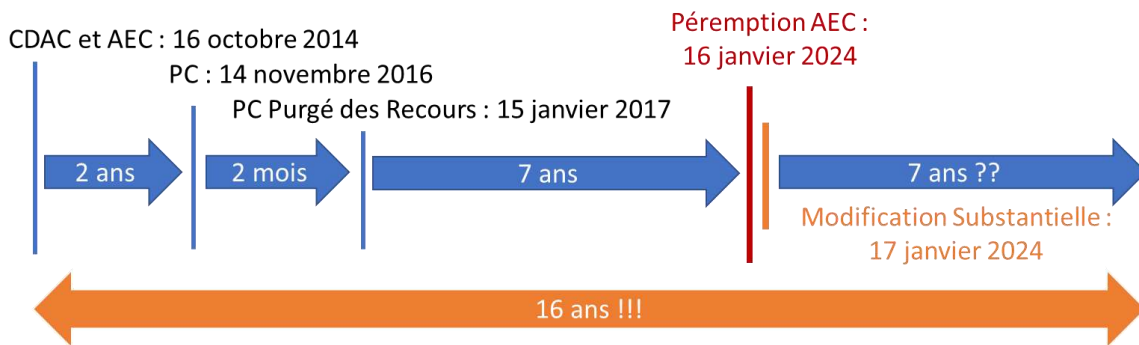 CDAC et AEC : 16 octobre 2014
PC : 14 novembre 2016
PC Purgé des Recours : 15 janvier 2017
Péremption AEC :
16 janvier 2024
2 ans
2 mois
7 ans
7 ans ??
Modification Substantielle :
17 janvier 2024
16 ans !!!